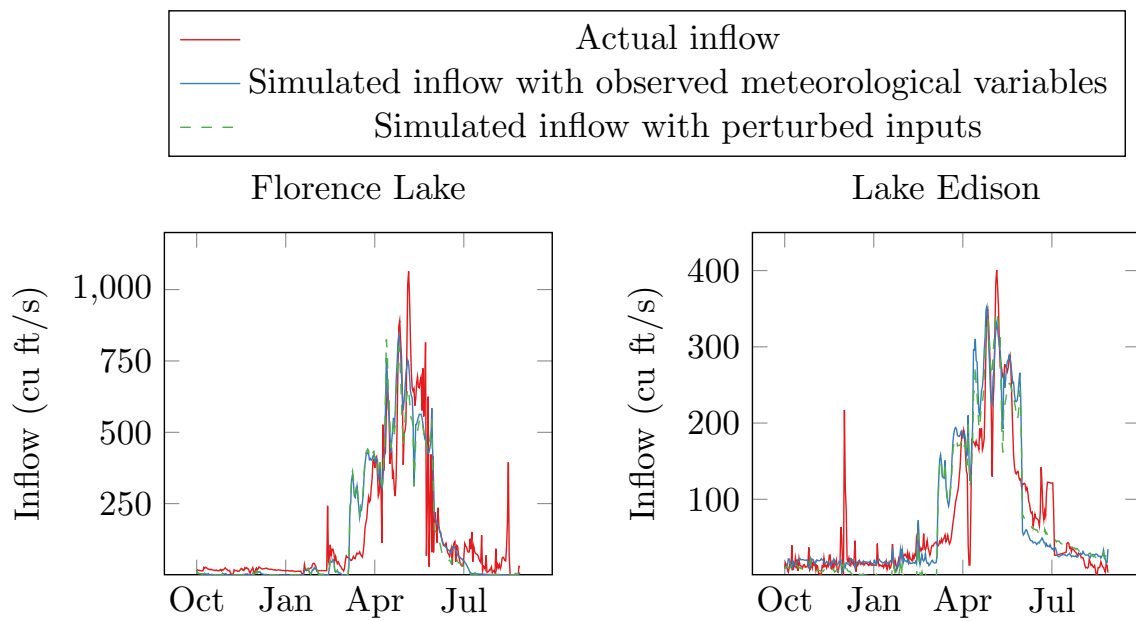 Actual inflow
Simulated inflow with observed meteorological variables
Simulated inflow with perturbed inputs
Florence Lake
Inflow (cu ft/s)
1,000
750
500
250
Oct Jan Apr Jul
Lake Edison
Inflow (cu ft/s)
400
300
200
100
Oct Jan Apr Jul